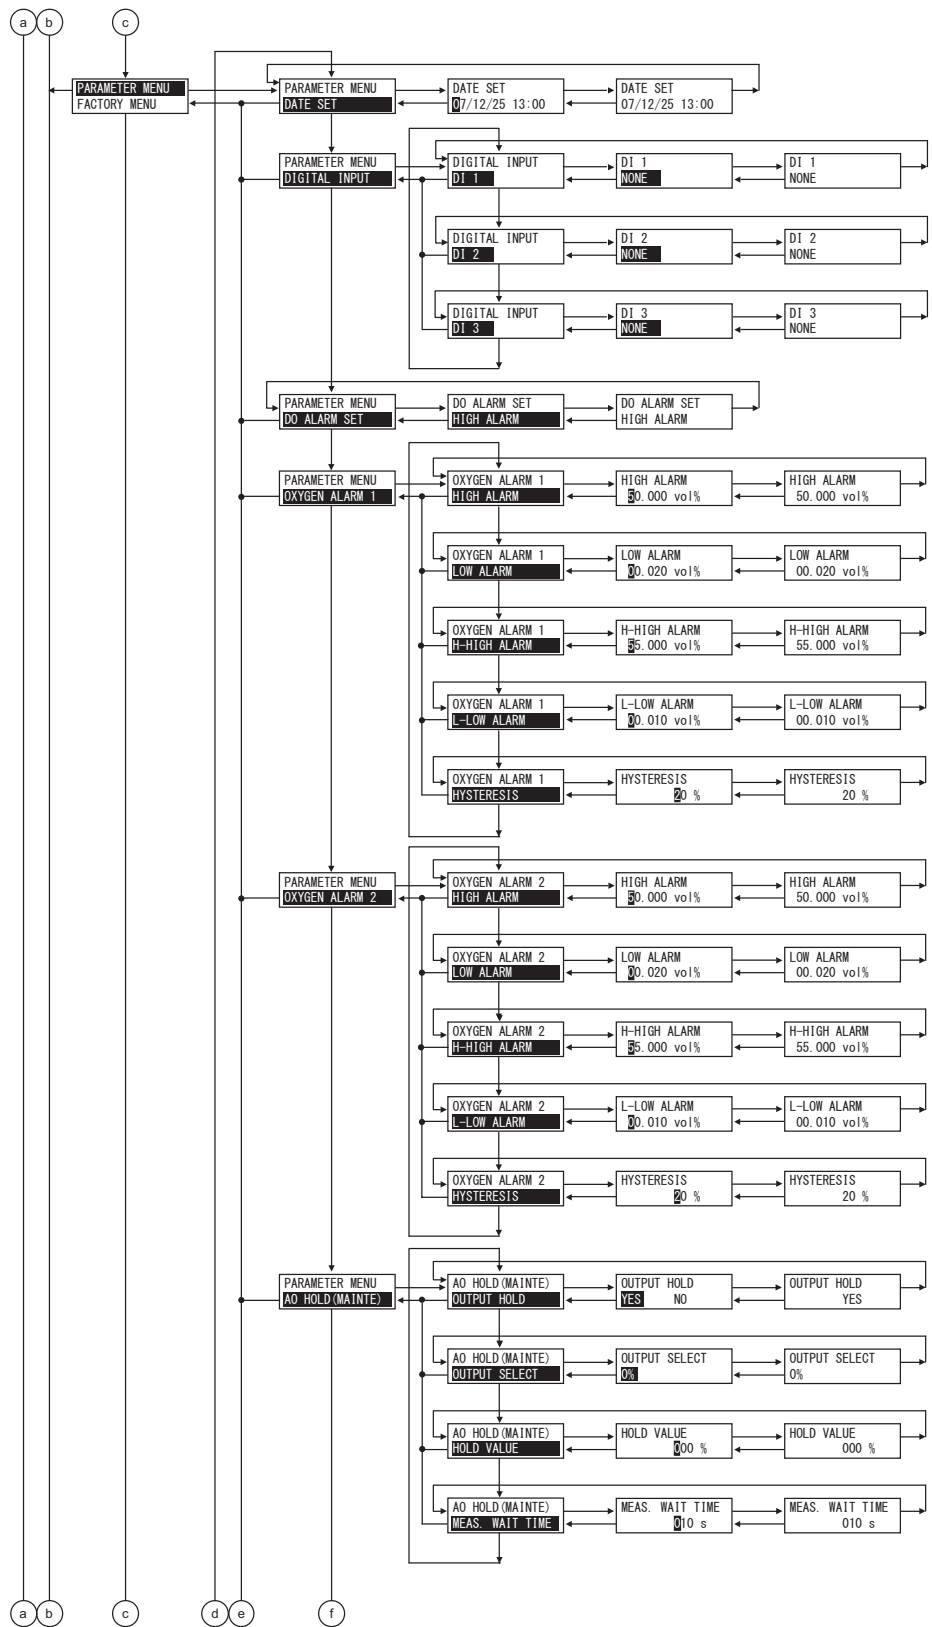 a b c
PARAMETER MENU
FACTORY MENU
PARAMETER MENU
DATE SET
DATE SET
07/12/25 13:00
DATE SET
07/12/25 13:00
PARAMETER MENU
DIGITAL INPUT
DIGITAL INPUT
DI 1
DI 1
NONE
DI 1
NONE
DIGITAL INPUT
DI 2
DI 2
NONE
DI 2
NONE
DIGITAL INPUT
DI 3
DI 3
NONE
DI 3
NONE
PARAMETER MENU
DO ALARM SET
DO ALARM SET
HIGH ALARM
DO ALARM SET
HIGH ALARM
PARAMETER MENU
OXYGEN ALARM 1
OXYGEN ALARM 1
HIGH ALARM
HIGH ALARM
50.000 vol%
HIGH ALARM
50.000 vol%
OXYGEN ALARM 1
LOW ALARM
LOW ALARM
00.020 vol%
LOW ALARM
00.020 vol%
OXYGEN ALARM 1
H-HIGH ALARM
H-HIGH ALARM
55.000 vol%
H-HIGH ALARM
55.000 vol%
OXYGEN ALARM 1
L-LOW ALARM
L-LOW ALARM
00.010 vol%
L-LOW ALARM
00.010 vol%
OXYGEN ALARM 1
HYSTERESIS
HYSTERESIS
20 %
HYSTERESIS
20 %
PARAMETER MENU
OXYGEN ALARM 2
OXYGEN ALARM 2
HIGH ALARM
HIGH ALARM
50.000 vol%
HIGH ALARM
50.000 vol%
OXYGEN ALARM 2
LOW ALARM
LOW ALARM
00.020 vol%
LOW ALARM
00.020 vol%
OXYGEN ALARM 2
H-HIGH ALARM
H-HIGH ALARM
55.000 vol%
H-HIGH ALARM
55.000 vol%
OXYGEN ALARM 2
L-LOW ALARM
L-LOW ALARM
00.010 vol%
L-LOW ALARM
00.010 vol%
OXYGEN ALARM 2
HYSTERESIS
HYSTERESIS
20 %
HYSTERESIS
20 %
PARAMETER MENU
AO HOLD(MAINTE)
AO HOLD(MAINTE)
OUTPUT HOLD
OUTPUT HOLD
YES NO
OUTPUT HOLD
YES
AO HOLD(MAINTE)
OUTPUT SELECT
OUTPUT SELECT
0%
OUTPUT SELECT
0%
AO HOLD(MAINTE)
HOLD VALUE
HOLD VALUE
000 %
HOLD VALUE
000 %
AO HOLD(MAINTE)
MEAS. WAIT TIME
MEAS. WAIT TIME
010 s
MEAS. WAIT TIME
010 s
a b c d e f